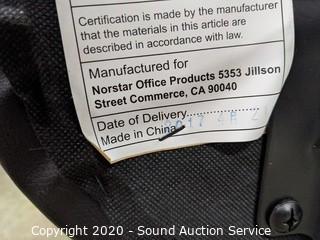 Certification is made by the manufacturer
that the materials in this article are
described in accordance with law.
Manufactured for
Norstar Office Products 5353 Jillson
Street Commerce, CA 90040
Date of Delivery....................
Made in China
Copyright 2020 - Sound Auction Service